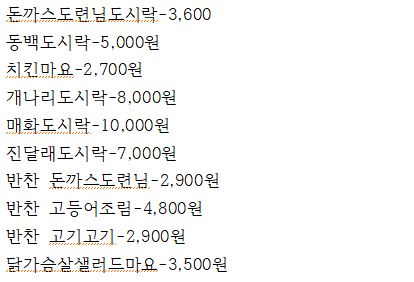 돈까스도련님도시락-3,600
동백도시락-5,000원
치킨마요-2,700원
개나리도시락-8,000원
매화도시락-10,000원
진달래도시락-7,000원
반찬 돈까스도련님-2,900원
반찬 고등어조림-4,800원
반찬 고기고기-2,900원
닭가슴살샐러드마요-3,500원